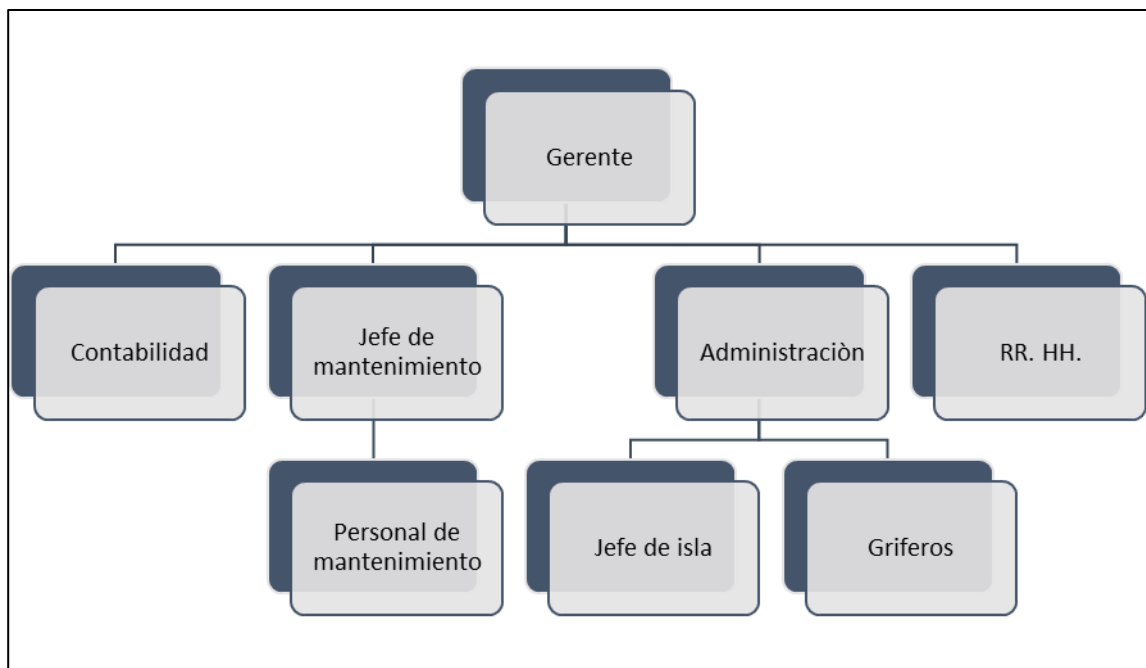 Gerente
Contabilidad
Jefe de
mantenimiento
Administraciòn
RR. HH.
Personal de
mantenimiento
Jefe de isla
Griferos